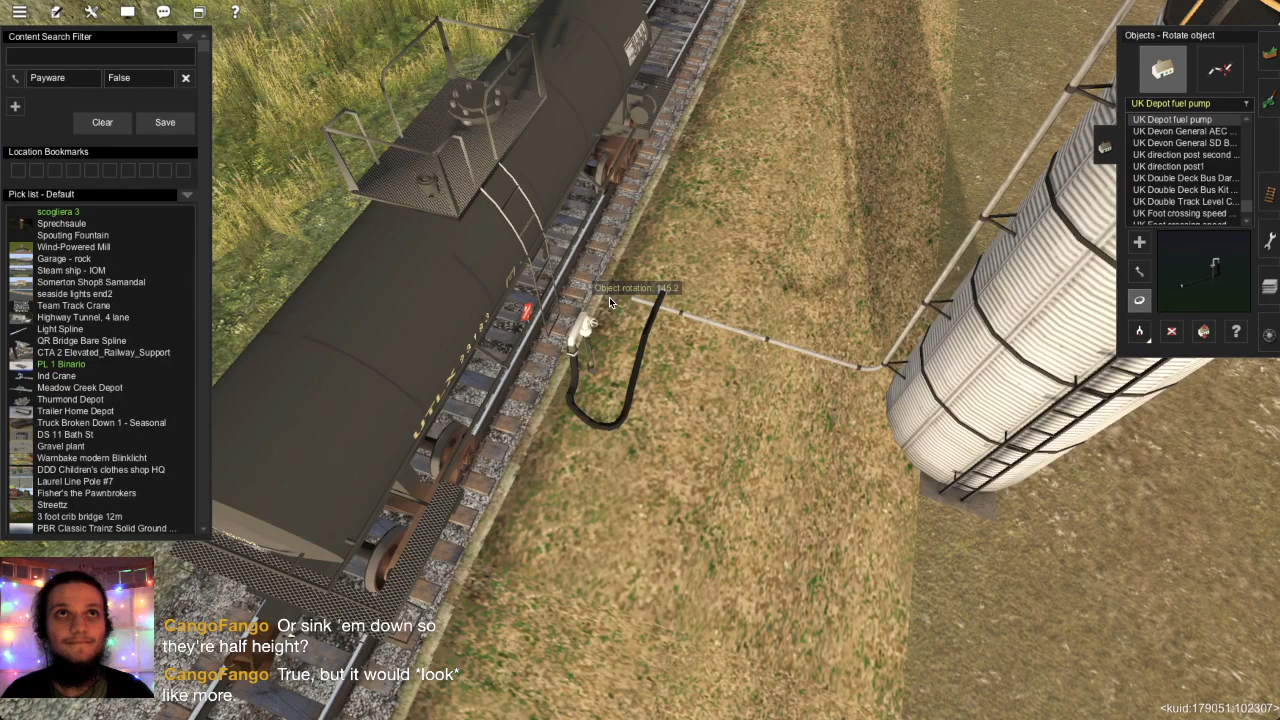 Content Search Filter
Payware
False
Clear
Save
Location Bookmarks
Pick list - Default
scogliera 3
Sprechsaule
Spouting Fountain
Wind-Powered Mill
Garage - rock
Steam ship - IOM
Somerton Shop8 Samandal
seaside lights end2
Team Track Crane
Highway Tunnel, 4 lane
Light Spline
QR Bridge Bare Spline
CTA 2 Elevated_Railway_Support
PL 1 Binario
Ind Crane
Meadow Creek Depot
Thurmond Depot
Trailer Home Depot
Truck Broken Down 1 - Seasonal
DS 11 Bath St
Gravel plant
Warnbake modern Blinklicht
DDD Children's clothes shop HQ
Laurel Line Pole #7
Fisher's the Pawnbrokers
Streettz
3 foot crib bridge 12m
PBR Classic Trainz Solid Ground ...
Object rotation: 145.2
Objects - Rotate object
UK Depot fuel pump
UK Depot fuel pump
UK Devon General AEC ...
UK Devon General SD B...
UK direction post second ...
UK direction post1
UK Double Deck Bus Dar...
UK Double Deck Bus Kit ...
UK Double Track Level C...
UK Foot crossing speed ...
CangoFango Or sink 'em down so
they're half height?
CangoFango True, but it would *look*
like more.
<kuid:179051:102307>